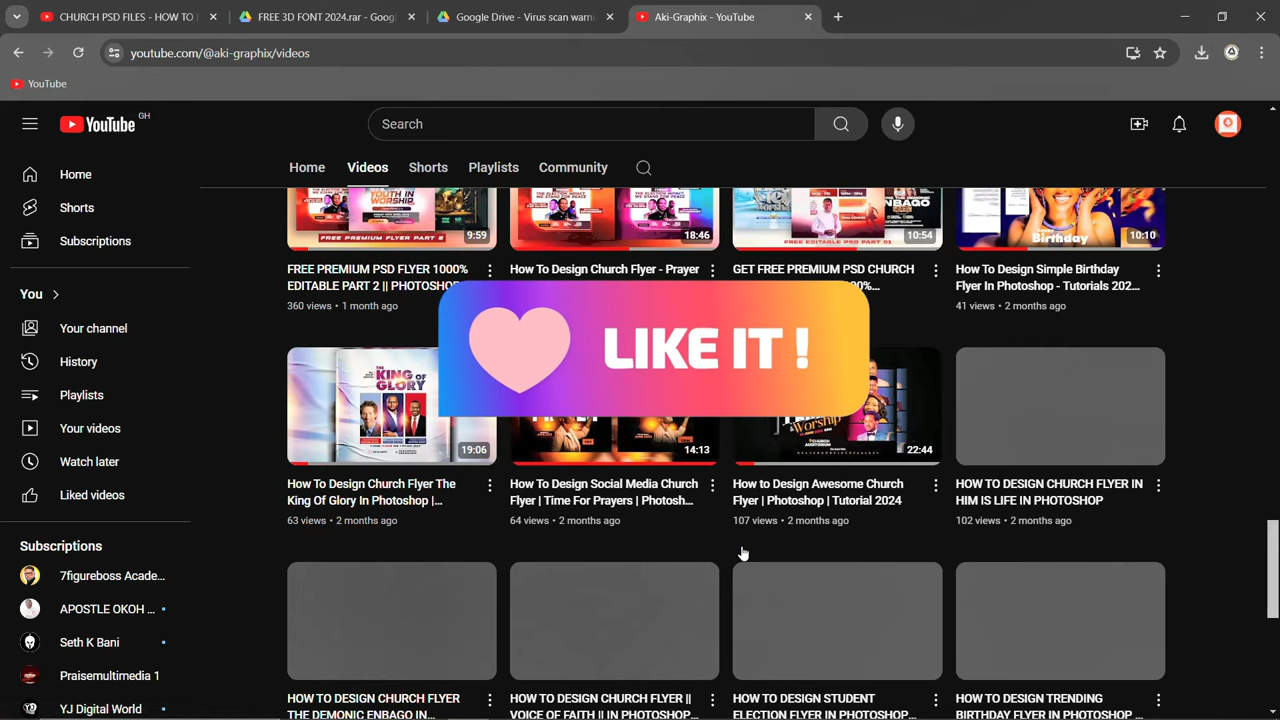 CHURCH PSD FILES - HOW TO
FREE 3D FONT 2024.rar - Googl
Google Drive - Virus scan warni
Aki-Graphix - YouTube
youtube.com/@aki-graphix/videos
YouTube
YouTube GH
Search
Home
Shorts
Subscriptions
You
Your channel
History
Playlists
Your videos
Watch later
Liked videos
Subscriptions
7figureboss Acade...
APOSTLE OKOH ...
Seth K Bani
Praisemultimedia 1
YJ Digital World
Home Videos Shorts Playlists Community
YOUTH IN
WORSHIP
FREE PREMIUM FLYER PART 2
9:59
18:46
FREE EDITABLE PSD PART 01
10:54
Birthday
10:10
FREE PREMIUM PSD FLYER 1000%
EDITABLE PART 2 || PHOTOSHOP
360 views • 1 month ago
How To Design Church Flyer - Prayer
GET FREE PREMIUM PSD CHURCH
How To Design Simple Birthday
Flyer In Photoshop - Tutorials 202...
41 views • 2 months ago
LIKE IT !
THE
KING OF
GLORY
19:06
14:13
Worship
CHURCH
AUDITORIUM
22:44
How To Design Church Flyer The
King Of Glory In Photoshop |...
63 views • 2 months ago
How To Design Social Media Church
Flyer | Time For Prayers | Photosh...
64 views • 2 months ago
How to Design Awesome Church
Flyer | Photoshop | Tutorial 2024
107 views • 2 months ago
HOW TO DESIGN CHURCH FLYER IN
HIM IS LIFE IN PHOTOSHOP
102 views • 2 months ago
HOW TO DESIGN CHURCH FLYER
THE DEMONIC ENBAGO IN...
HOW TO DESIGN CHURCH FLYER ||
VOICE OF FAITH || IN PHOTOSHOP...
HOW TO DESIGN STUDENT
ELECTION FLYER IN PHOTOSHOP...
HOW TO DESIGN TRENDING
BIRTHDAY FLYER IN PHOTOSHOP ...